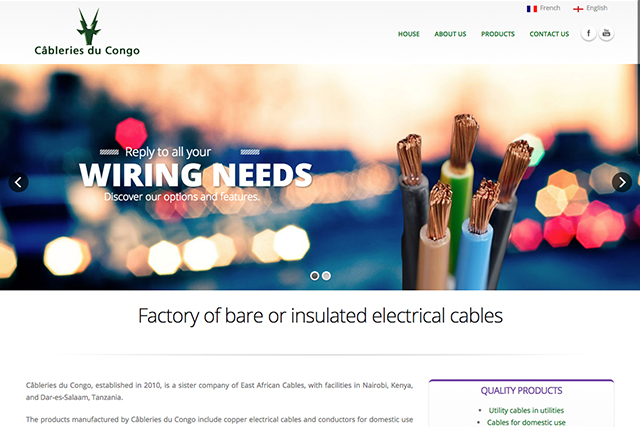 French English
Câbleries du Congo
HOUSE ABOUT US PRODUCTS CONTACT US
Reply to all your
WIRING NEEDS
Discover our options and features.
Factory of bare or insulated electrical cables
Câbleries du Congo, established in 2010, is a sister company of East African Cables, with facilities in Nairobi, Kenya,
and Dar-es-Salaam, Tanzania.
The products manufactured by Câbleries du Congo include copper electrical cables and conductors for domestic use
QUALITY PRODUCTS
Utility cables in utilities
Cables for domestic use